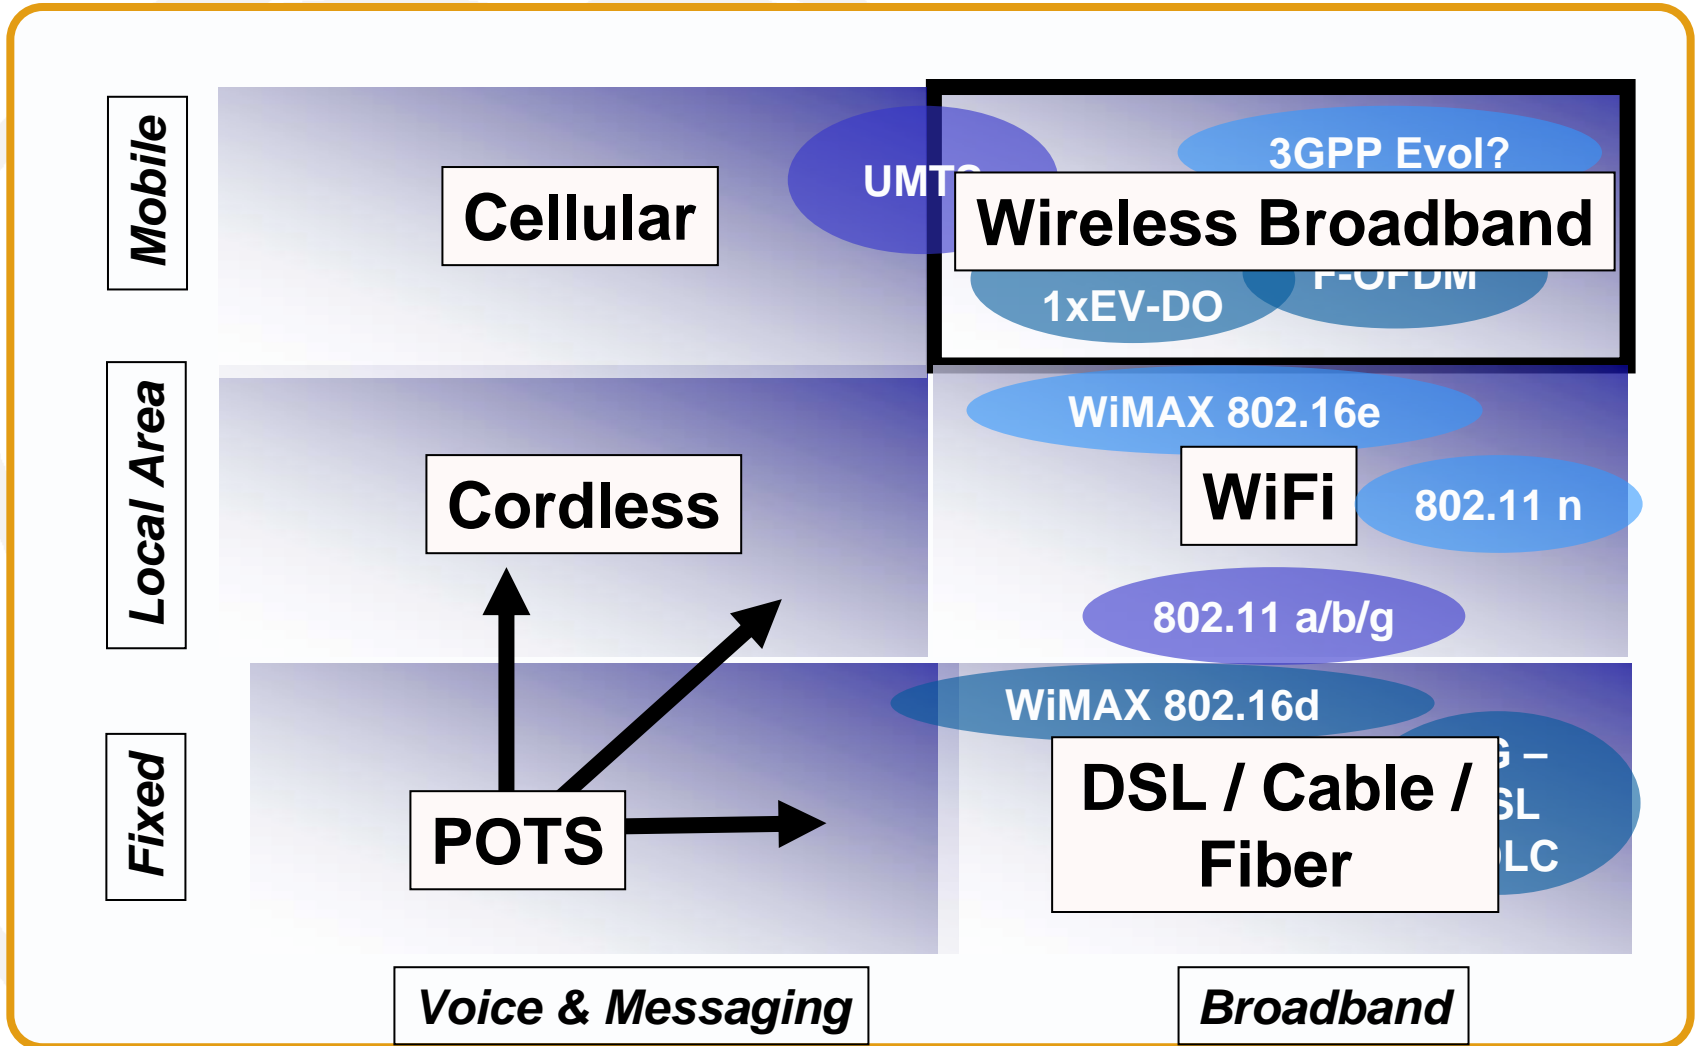 Mobile
Cellular
UMTS
3GPP Evol?
Wireless Broadband
1xEV-DO
F-OFDM
Local Area
Cordless
WiMAX 802.16e
WiFi
802.11 n
802.11 a/b/g
Fixed
POTS
WiMAX 802.16d
DSL / Cable /
Fiber
Voice & Messaging
Broadband